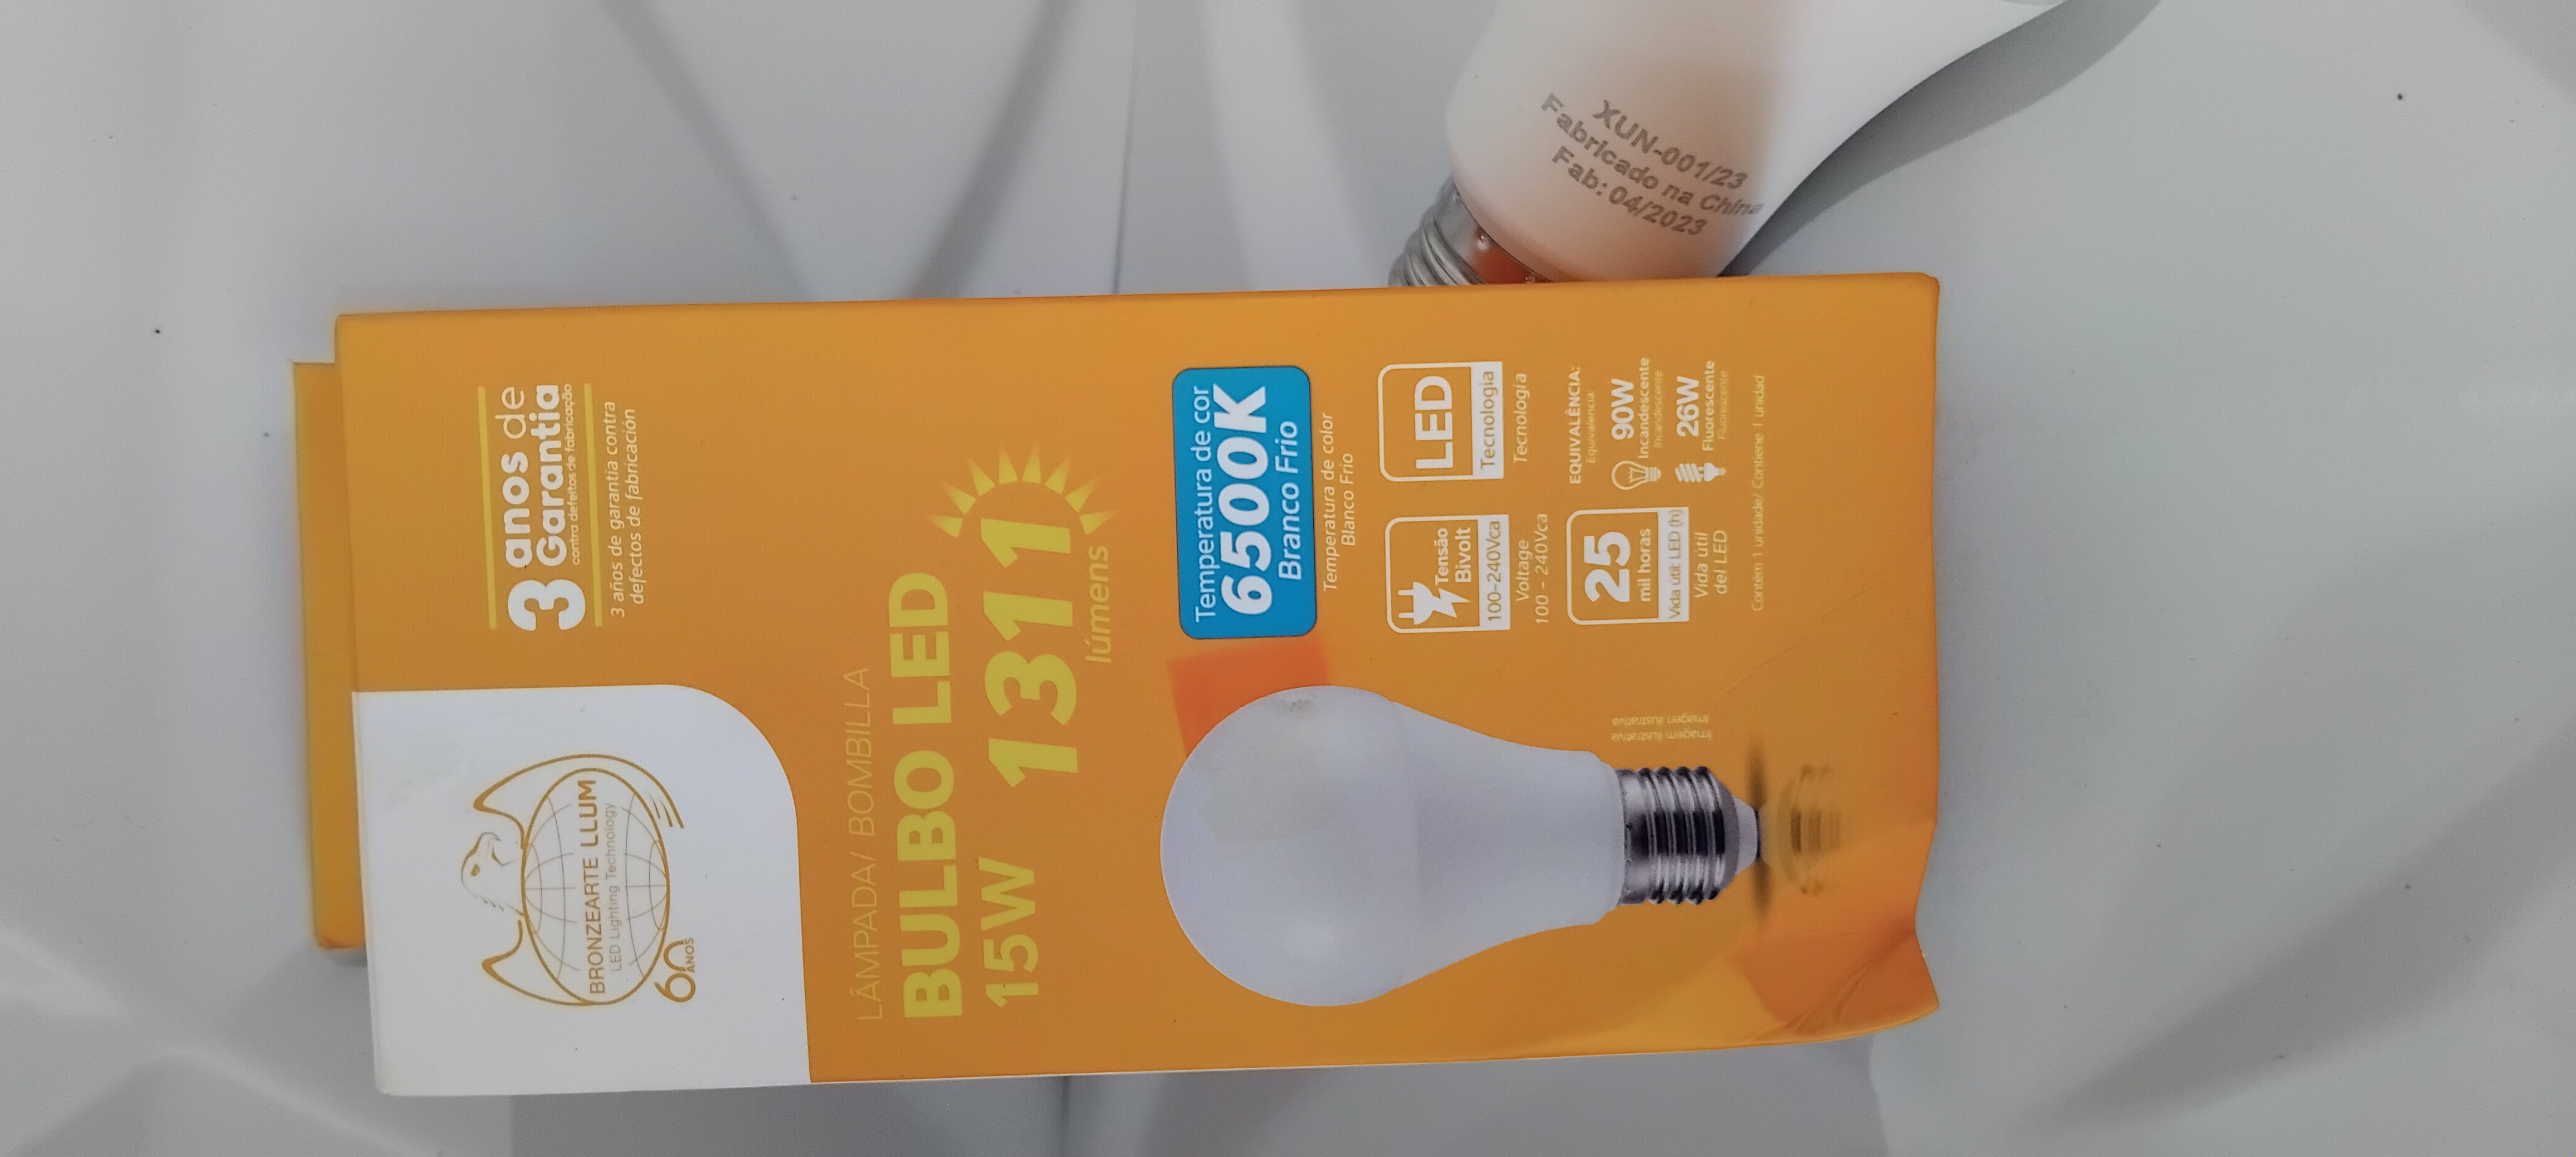 XUN-001/23
Fabricado na China
Fab: 04/2023
BRONZEARTE LLUM
LED Lighting Technology
60
ANOS
3 anos de
Garantia
contra defeitos de fabricação
3 años de garantia contra
defectos de fabricación
LÂMPADA/ BOMBILLA
BULBO LED
15W 1311
lúmens
Temperatura de cor
6500K
Branco Frio
Temperatura de color
Blanco Frio
Tensão
Bivolt
100-240Vca
Voltage
100 - 240Vca
LED
Tecnologia
Tecnología
25
mil horas
Vida útil: LED (h)
Vida útil
del LED
EQUIVALÊNCIA:
Equivalencia:
90W
Incandescente
Incandescente
26W
Fluorescente
Fluorescente
Contém 1 unidade/ Contiene 1 unidad
Imagem ilustrativa
Imagen ilustrativa